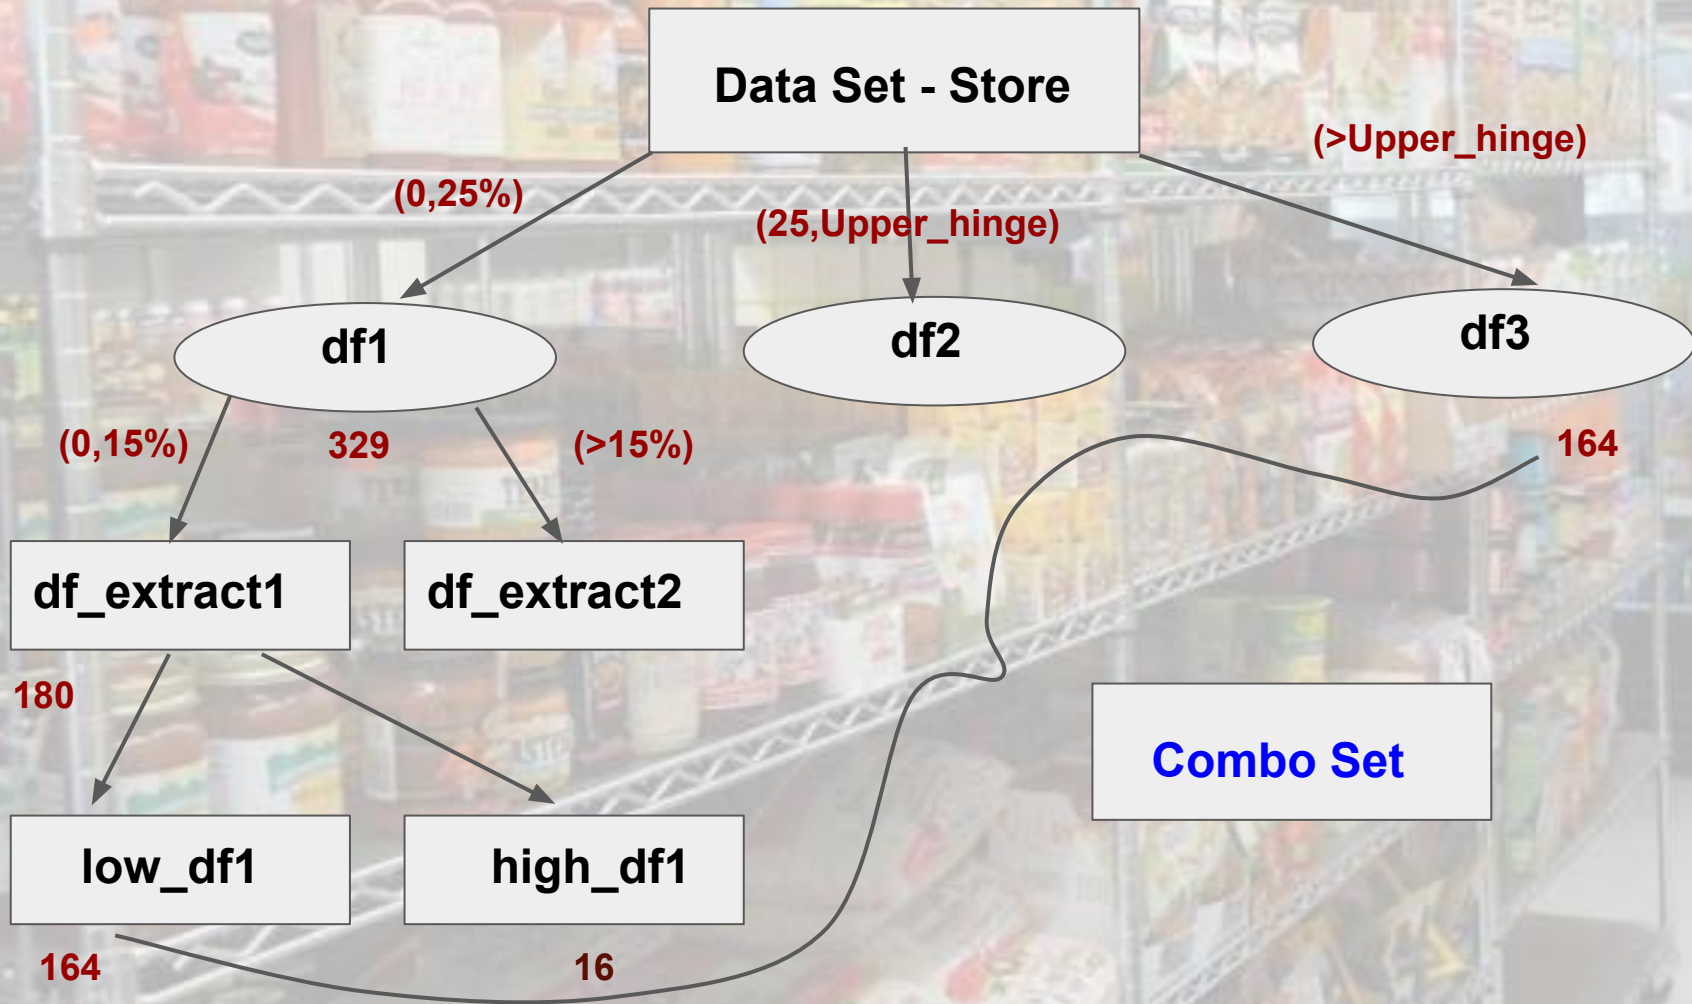 Data Set - Store
(>Upper_hinge)
(0,25%)
(25,Upper_hinge)
df1
df2
df3
(0,15%)
329
(>15%)
164
df_extract1
df_extract2
180
Combo Set
low_df1
high_df1
164
16